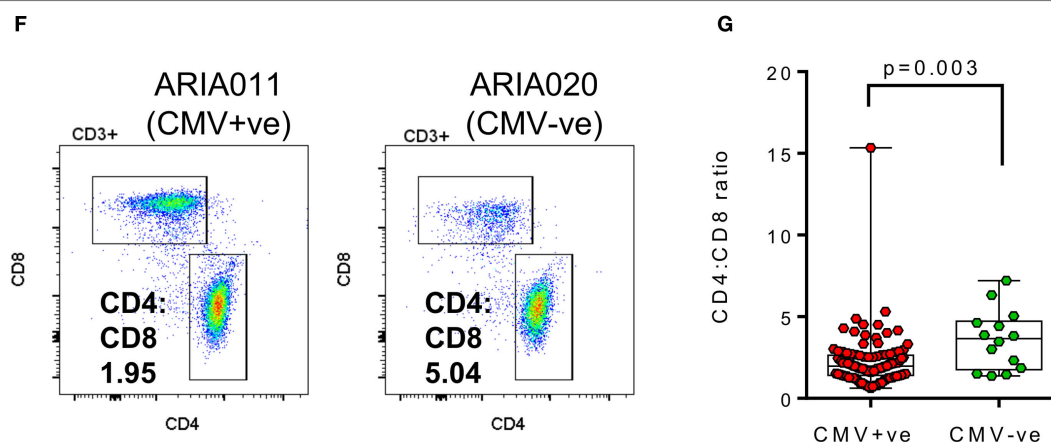 F
ARIA011
(CMV+ve)
CD3+
CD8
CD4:
CD8
1.95
CD4
ARIA020
(CMV-ve)
CD3+
CD8
CD4:
CD8
5.04
CD4
G
p=0.003
CD4:CD8 ratio
20
15
10
5
0
CMV+ve
CMV-ve